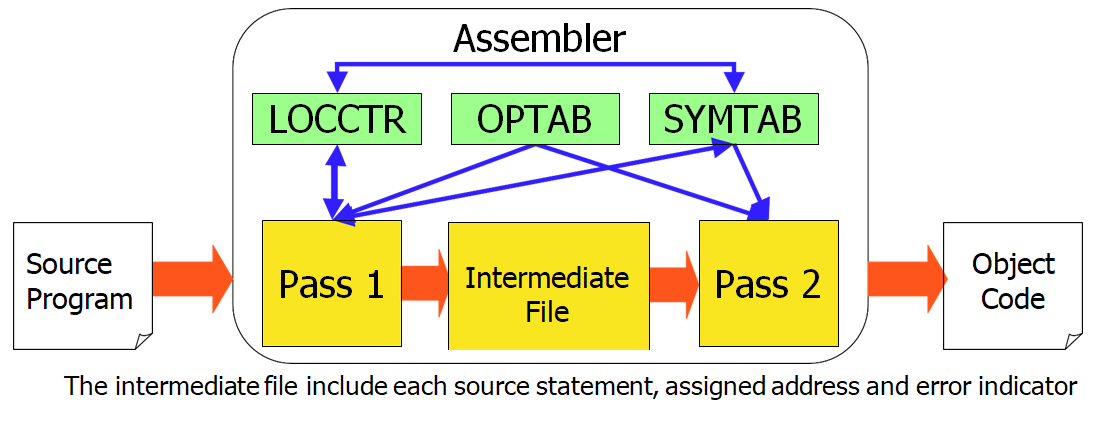 Assembler
LOCCTR
OPTAB
SYMTAB
Source
Program
Pass 1
Intermediate
File
Pass 2
Object
Code
The intermediate file include each source statement, assigned address and error indicator